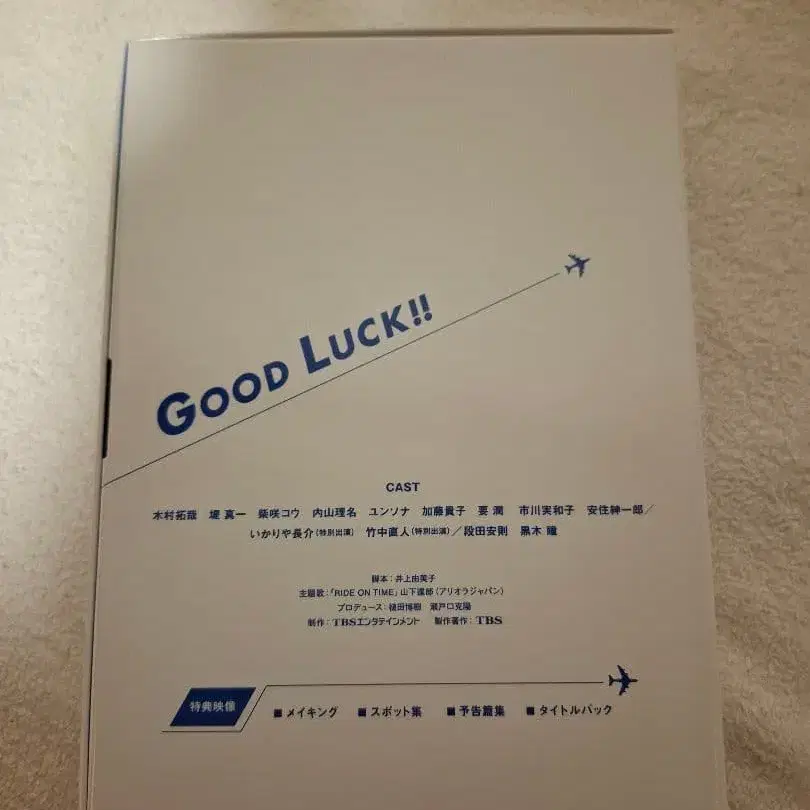 GOOD LUCK!!
CAST
木村拓哉 堤 真一 柴咲コウ 内山理名 ユンソナ 加藤貴子 要 潤 市川実和子 安住紳一郎／
いかりや長介(特別出演) 竹中直人(特別出演)／段田安則 黒木 瞳
脚本：井上由美子
主題歌：「RIDE ON TIME」山下達郎(アリオラジャパン)
プロデュース：植田博樹 瀬戸口克陽
制作：TBSエンタテインメント 製作著作：TBS
特典映像 ■メイキング ■スポット集 ■予告篇集 ■タイトルバック